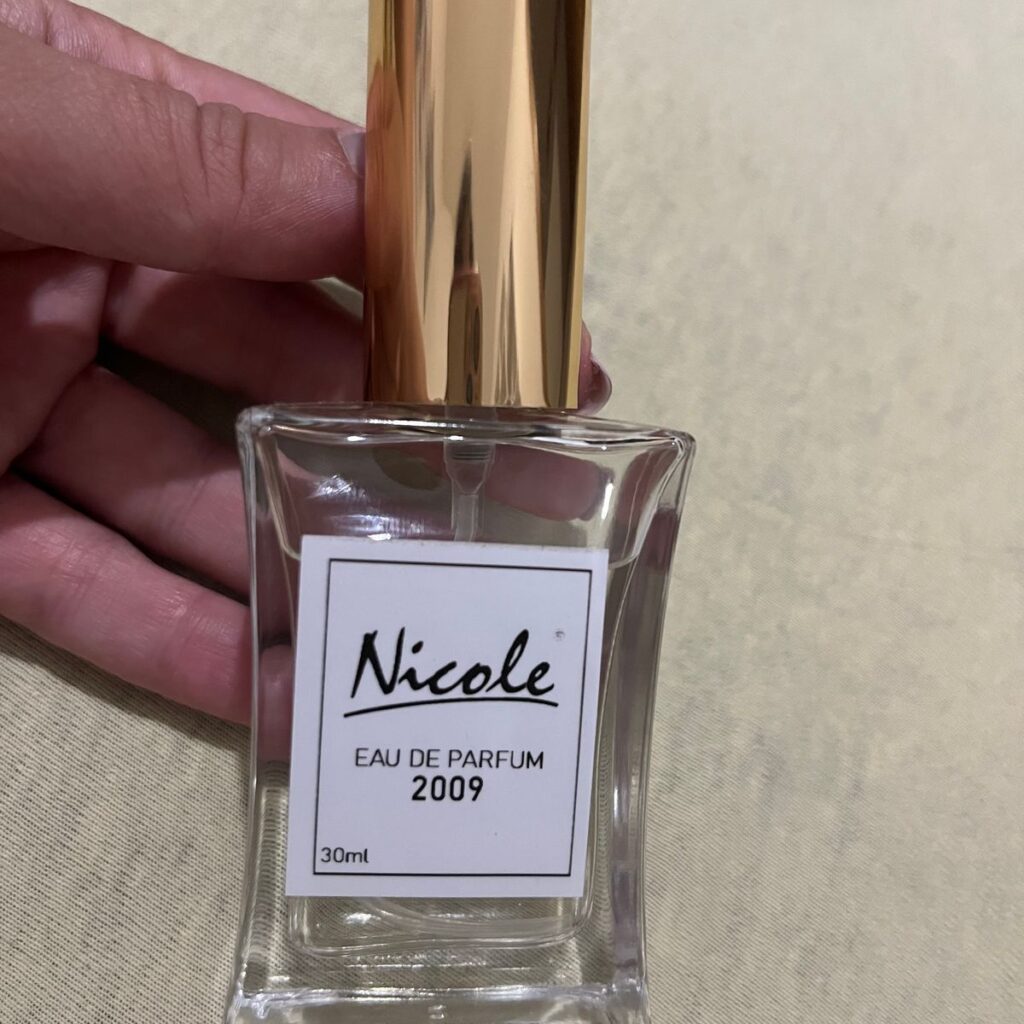 Nicole
EAU DE PARFUM
2009
30ml